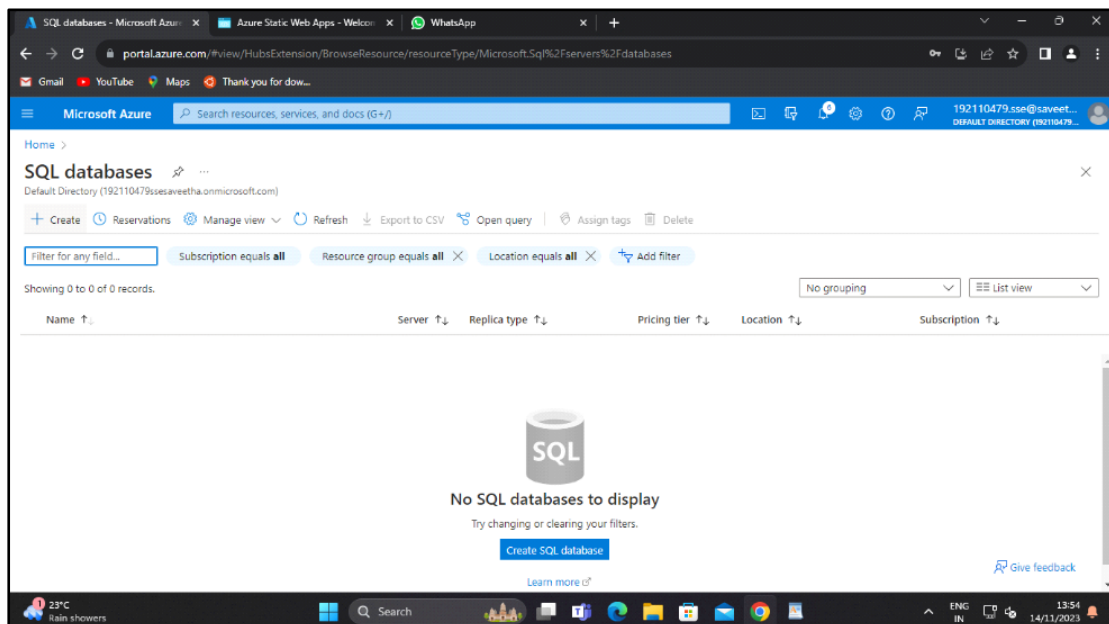 SQL databases - Microsoft Azur
Azure Static Web Apps - Welcon
WhatsApp
portal.azure.com/#view/HubsExtension/BrowseResource/resourceType/Microsoft.Sql%2Fservers%2Fdatabases
Gmail YouTube Maps Thank you for dow...
Microsoft Azure
Search resources, services, and docs (G+/)
6
192110479.sse@saveet...
DEFAULT DIRECTORY (192110479...
Home >
SQL databases ...
Default Directory (192110479ssesaveetha.onmicrosoft.com)
+ Create Reservations Manage view Refresh Export to CSV Open query Assign tags Delete
Filter for any field... Subscription equals all Resource group equals all Location equals all Add filter
Showing 0 to 0 of 0 records.
No grouping List view
Name Server Replica type Pricing tier Location Subscription
SQL
No SQL databases to display
Try changing or clearing your filters.
Create SQL database
Learn more
Give feedback
1
23°C
Rain showers
Search
ENG
IN
13:54
14/11/2023